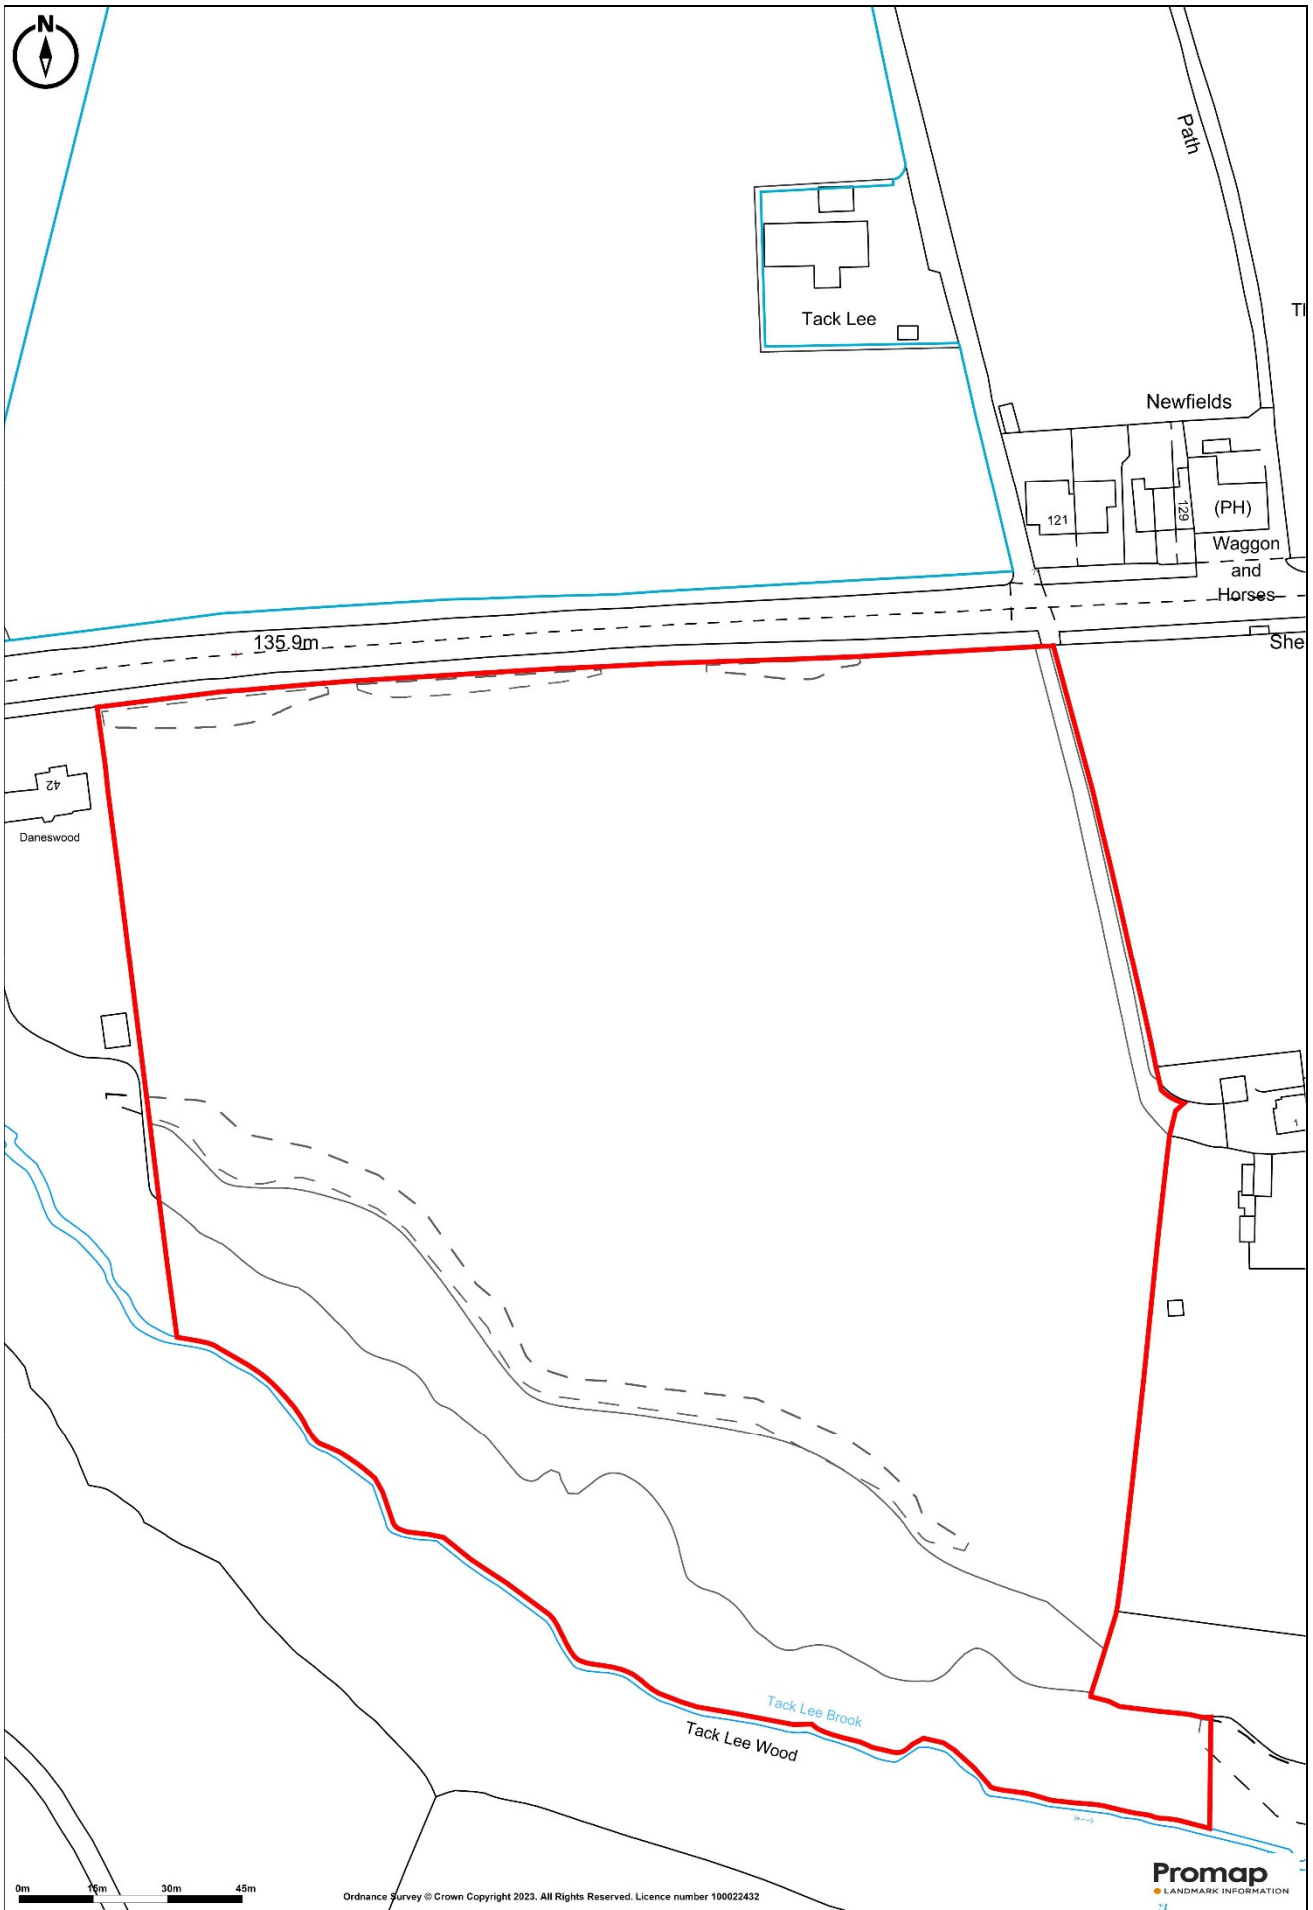 N
Path
Tack Lee
Newfields
121
129
(PH)
Waggon
and
Horses
135.9m
She
42
Daneswood
1
Tack Lee Brook
Tack Lee Wood
0m 15m 30m 45m
Ordnance Survey © Crown Copyright 2023. All Rights Reserved. Licence number 100022432
Promap
LANDMARK INFORMATION